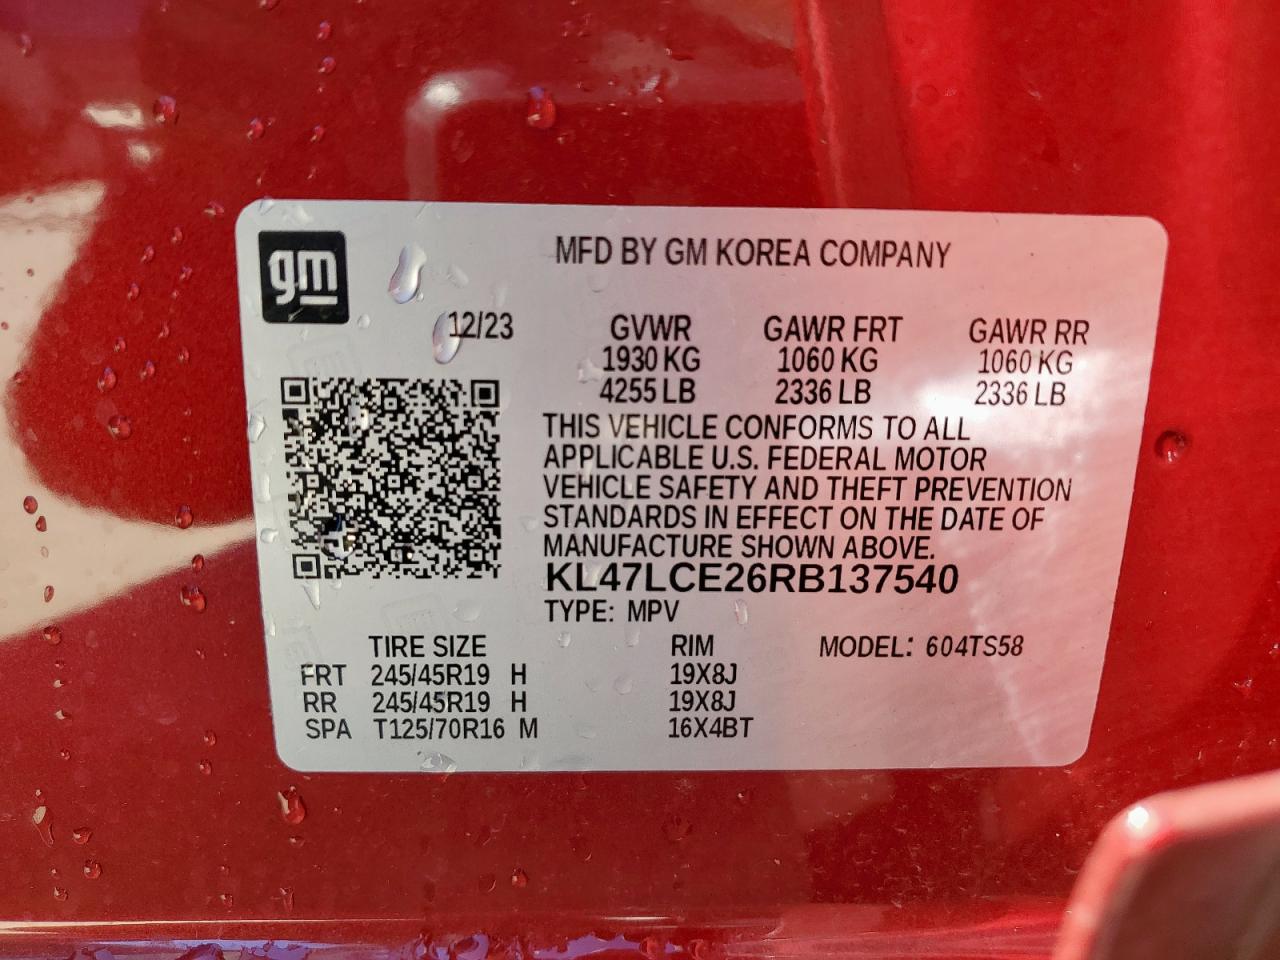 gm
MFD BY GM KOREA COMPANY
12/23 GVWR GAWR FRT GAWR RR
1930 KG 1060 KG 1060 KG
4255 LB 2336 LB 2336 LB
THIS VEHICLE CONFORMS TO ALL
APPLICABLE U.S. FEDERAL MOTOR
VEHICLE SAFETY AND THEFT PREVENTION
STANDARDS IN EFFECT ON THE DATE OF
MANUFACTURE SHOWN ABOVE.
KL47LCE26RB137540
TYPE: MPV
TIRE SIZE RIM MODEL: 604TS58
FRT 245/45R19 H 19X8J
RR 245/45R19 H 19X8J
SPA T125/70R16 M 16X4BT